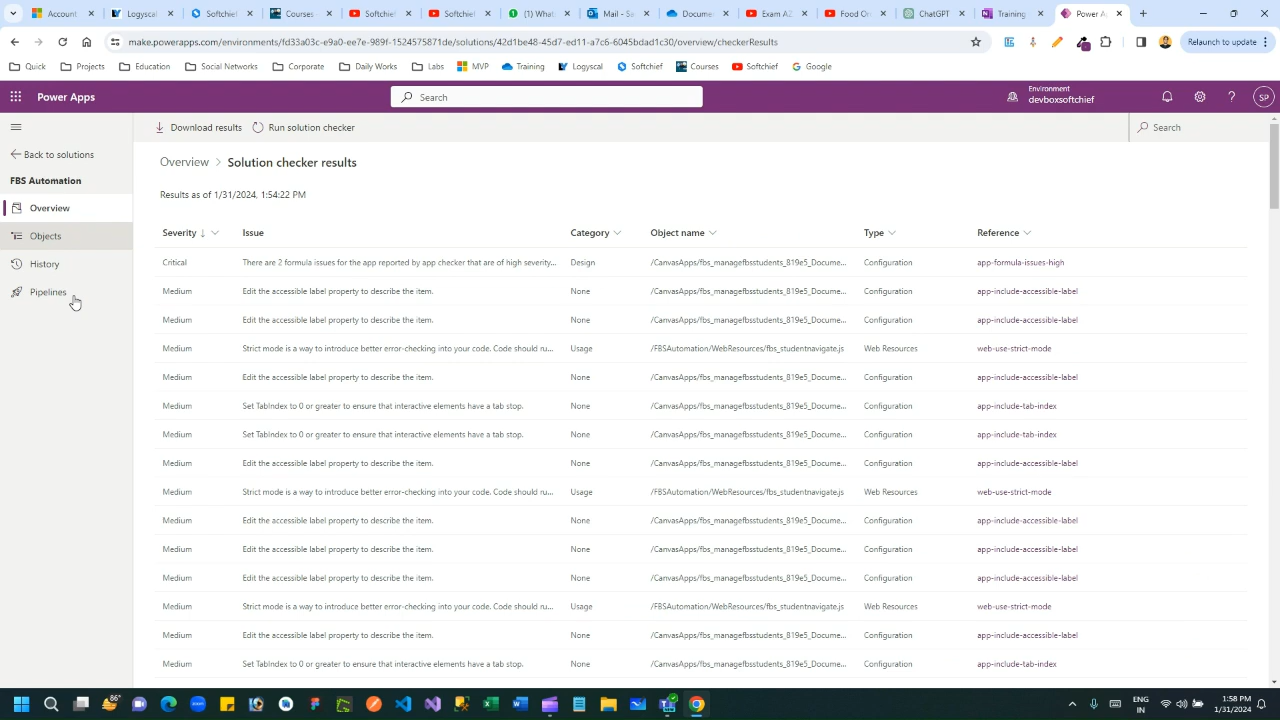 Account
Logyscal
Softchief
Courses
Softchief
Softchief
(1) What
Mail - Sa
Docume
Exam AZ
Food Or
ChatGPT
Training
Power A
make.powerapps.com/environments/
/overview/checkerResults
Relaunch to update
Quick
Projects
Education
Social Networks
Corporate
Daily Works
Labs
MVP
Training
Logyscal
Softchief
Courses
Softchief
Google
Power Apps
Search
Environment
devboxsoftchief
SP
Back to solutions
FBS Automation
Overview
Objects
History
Pipelines
Download results
Run solution checker
Search
Overview > Solution checker results
Results as of 1/31/2024, 1:54:22 PM
Severity Issue Category Object name Type Reference
Critical There are 2 formula issues for the app reported by app checker that are of high severity... Design /CanvasApps/fbs_managefbsstudents_819e5_Docume... Configuration app-formula-issues-high
Medium Edit the accessible label property to describe the item. None /CanvasApps/fbs_managefbsstudents_819e5_Docume... Configuration app-include-accessible-label
Medium Edit the accessible label property to describe the item. None /CanvasApps/fbs_managefbsstudents_819e5_Docume... Configuration app-include-accessible-label
Medium Strict mode is a way to introduce better error-checking into your code. Code should ru... Usage /FBSAutomation/WebResources/fbs_studentnavigate.js Web Resources web-use-strict-mode
Medium Edit the accessible label property to describe the item. None /CanvasApps/fbs_managefbsstudents_819e5_Docume... Configuration app-include-accessible-label
Medium Set TabIndex to 0 or greater to ensure that interactive elements have a tab stop. None /CanvasApps/fbs_managefbsstudents_819e5_Docume... Configuration app-include-tab-index
Medium Set TabIndex to 0 or greater to ensure that interactive elements have a tab stop. None /CanvasApps/fbs_managefbsstudents_819e5_Docume... Configuration app-include-tab-index
Medium Edit the accessible label property to describe the item. None /CanvasApps/fbs_managefbsstudents_819e5_Docume... Configuration app-include-accessible-label
Medium Strict mode is a way to introduce better error-checking into your code. Code should ru... Usage /FBSAutomation/WebResources/fbs_studentnavigate.js Web Resources web-use-strict-mode
Medium Edit the accessible label property to describe the item. None /CanvasApps/fbs_managefbsstudents_819e5_Docume... Configuration app-include-accessible-label
Medium Edit the accessible label property to describe the item. None /CanvasApps/fbs_managefbsstudents_819e5_Docume... Configuration app-include-accessible-label
Medium Edit the accessible label property to describe the item. None /CanvasApps/fbs_managefbsstudents_819e5_Docume... Configuration app-include-accessible-label
Medium Strict mode is a way to introduce better error-checking into your code. Code should ru... Usage /FBSAutomation/WebResources/fbs_studentnavigate.js Web Resources web-use-strict-mode
Medium Edit the accessible label property to describe the item. None /CanvasApps/fbs_managefbsstudents_819e5_Docume... Configuration app-include-accessible-label
Medium Set TabIndex to 0 or greater to ensure that interactive elements have a tab stop. None /CanvasApps/fbs_managefbsstudents_819e5_Docume... Configuration app-include-tab-index
86°
ENG
IN
1:58 PM
1/31/2024